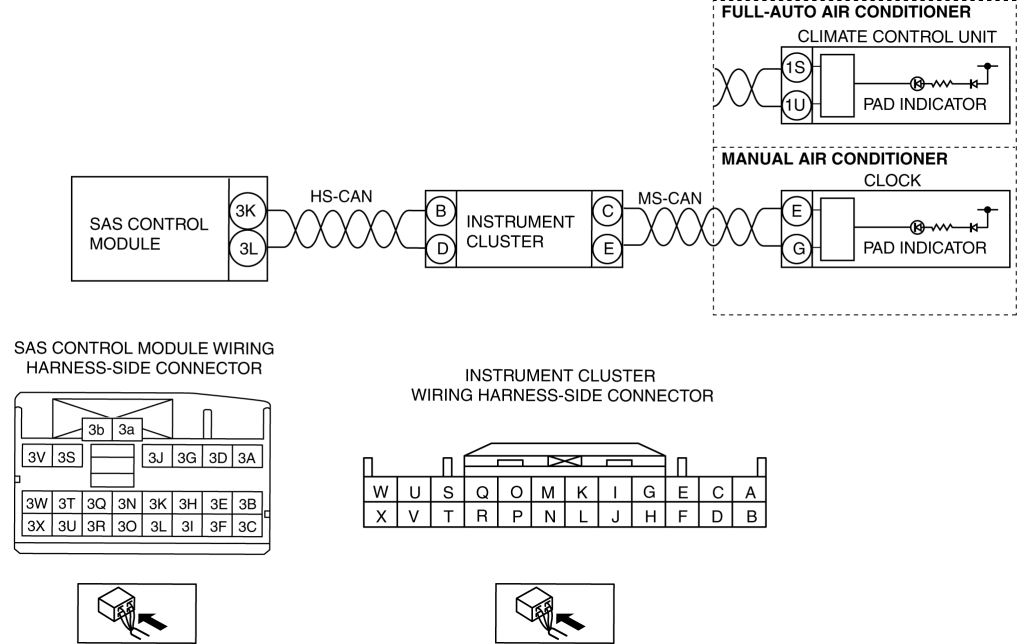 FULL-AUTO AIR CONDITIONER
CLIMATE CONTROL UNIT
1S
1U
PAD INDICATOR
MANUAL AIR CONDITIONER
CLOCK
E
G
PAD INDICATOR
SAS CONTROL
MODULE
3K
3L
HS-CAN
B
D
INSTRUMENT
CLUSTER
C
E
MS-CAN
SAS CONTROL MODULE WIRING
HARNESS-SIDE CONNECTOR
3b 3a
3V 3S 3J 3G 3D 3A
3W 3T 3Q 3N 3K 3H 3E 3B
3X 3U 3R 3O 3L 3I 3F 3C
INSTRUMENT CLUSTER
WIRING HARNESS-SIDE CONNECTOR
W U S Q O M K I G E C A
X V T R P N L J H F D B